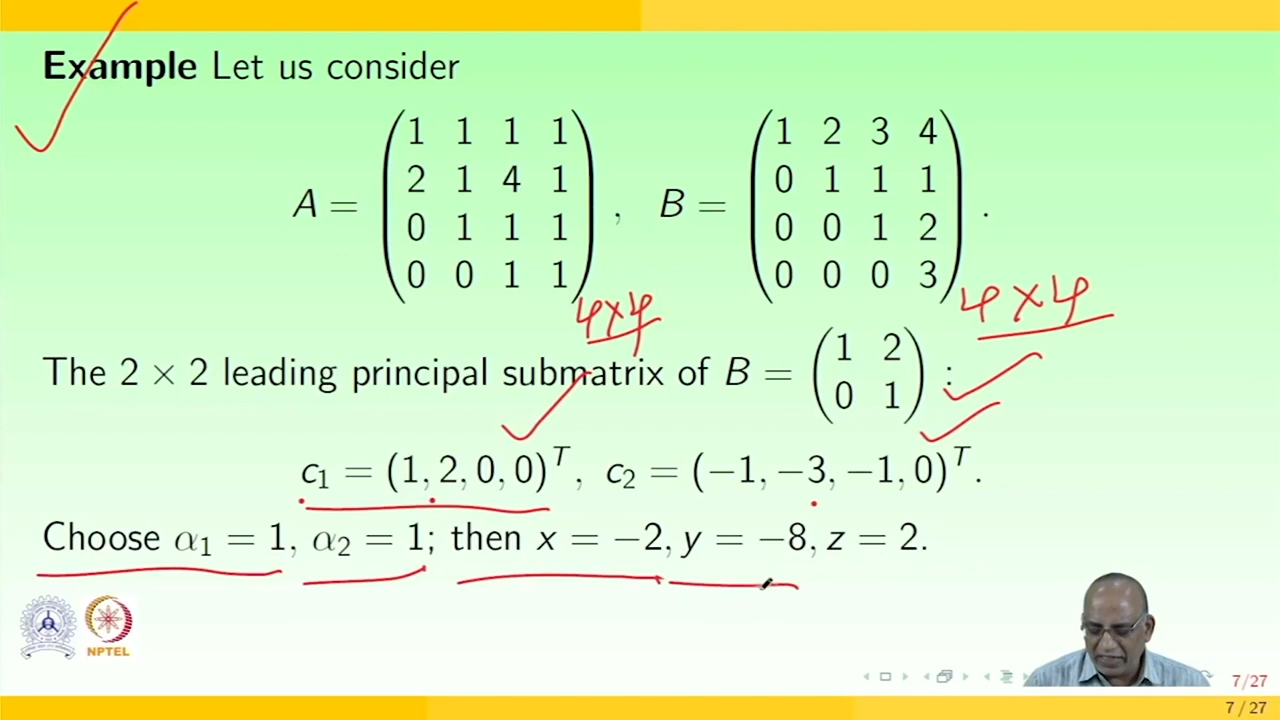 Example Let us consider
A = ( 1 1 1 1
2 1 4 1
0 1 1 1
0 0 1 1 ) , B = ( 1 2 3 4
0 1 1 1
0 0 1 2
0 0 0 3 ) .
4×4 4×4
The 2 × 2 leading principal submatrix of B = ( 1 2
0 1 ) :
c₁ = (1, 2, 0, 0)ᵀ, c₂ = (−1, −3, −1, 0)ᵀ.
Choose α₁ = 1, α₂ = 1; then x = −2, y = −8, z = 2.
NPTEL
7/27
7 / 27